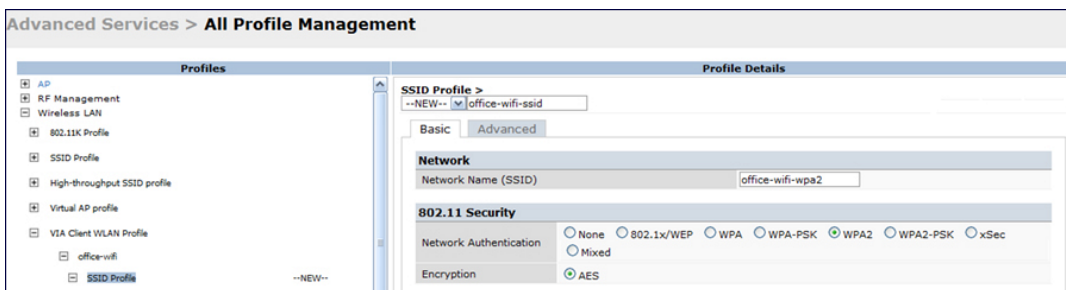 Advanced Services > All Profile Management
Profiles
AP
RF Management
Wireless LAN
802.11K Profile
SSID Profile
High-throughput SSID profile
Virtual AP profile
VIA Client WLAN Profile
office-wifi
SSID Profile --NEW--
Profile Details
SSID Profile >
--NEW-- office-wifi-ssid
Basic Advanced
Network
Network Name (SSID) office-wifi-wpa2
802.11 Security
Network Authentication None 802.1x/WEP WPA WPA-PSK WPA2 WPA2-PSK xSec
Mixed
Encryption AES